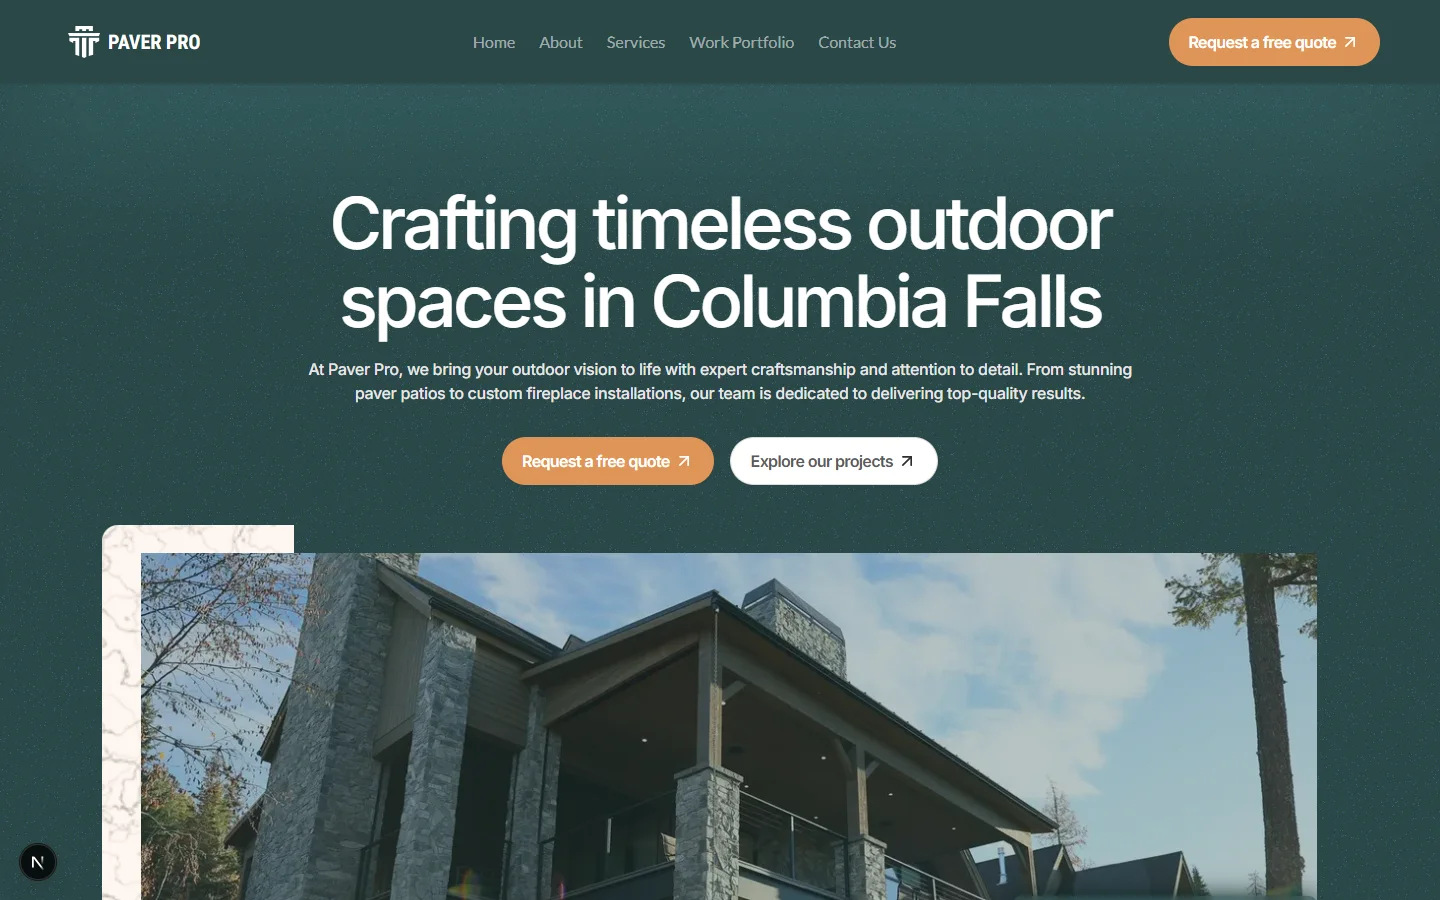 PAVER PRO
Home
About
Services
Work Portfolio
Contact Us
Request a free quote
Crafting timeless outdoor
spaces in Columbia Falls
At Paver Pro, we bring your outdoor vision to life with expert craftsmanship and attention to detail. From stunning
paver patios to custom fireplace installations, our team is dedicated to delivering top-quality results.
Request a free quote
Explore our projects
N